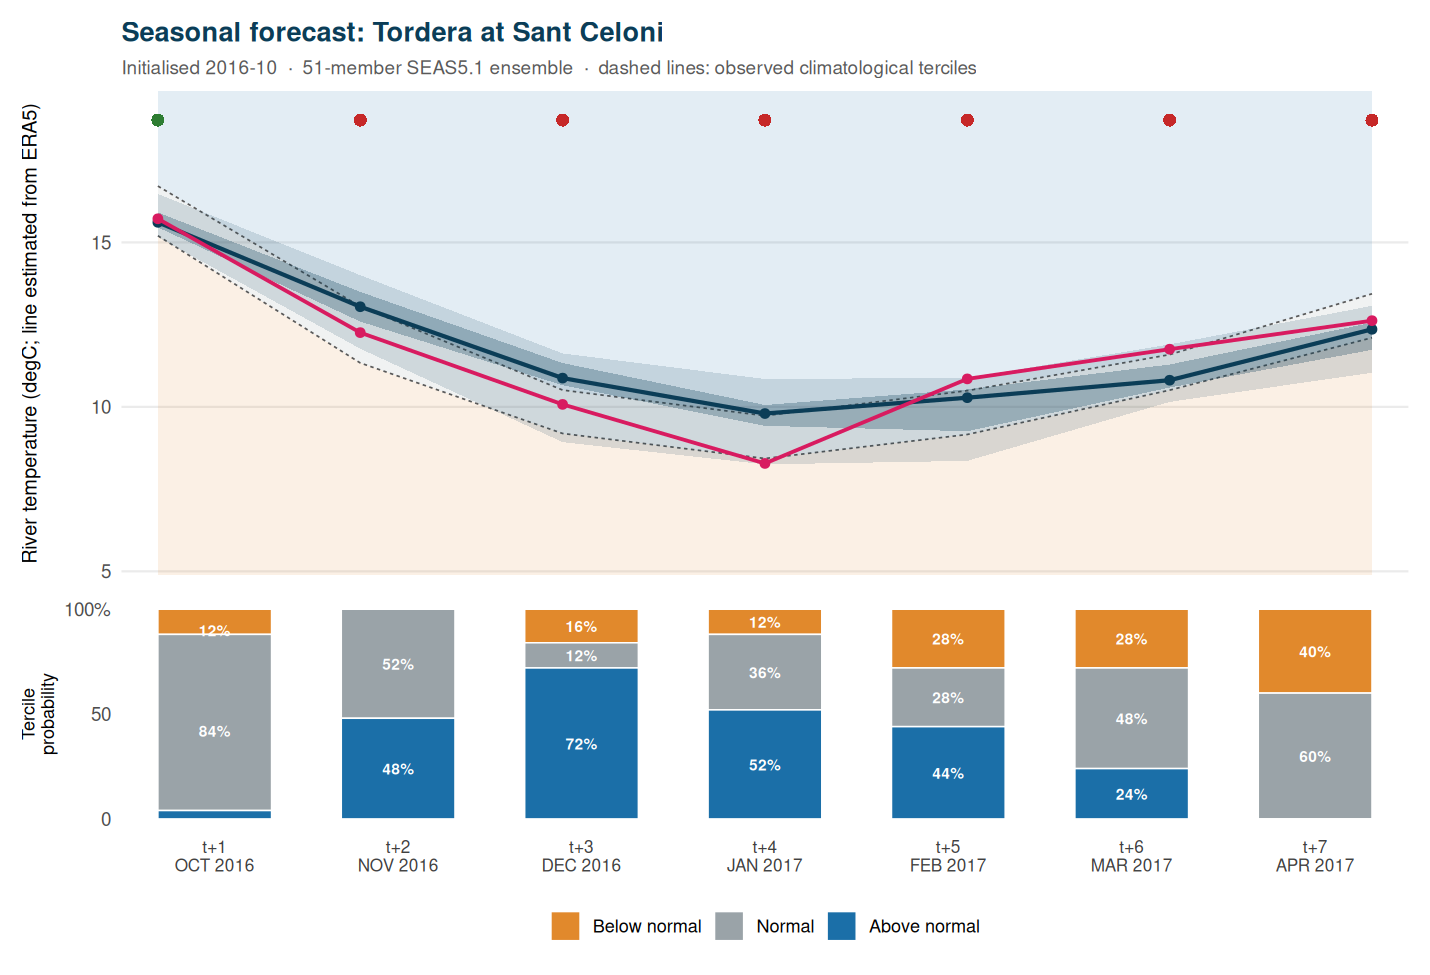 Seasonal forecast: Tordera at Sant Celoni
Initialised 2016-10 · 51-member SEAS5.1 ensemble · dashed lines: observed climatological terciles
River temperature (degC; line estimated from ERA5)
15
10
5
Tercile
probability
100%
50
0
12%
84%
52%
48%
16%
12%
72%
12%
36%
52%
28%
28%
44%
28%
48%
24%
40%
60%
t+1
OCT 2016
t+2
NOV 2016
t+3
DEC 2016
t+4
JAN 2017
t+5
FEB 2017
t+6
MAR 2017
t+7
APR 2017
Below normal
Normal
Above normal